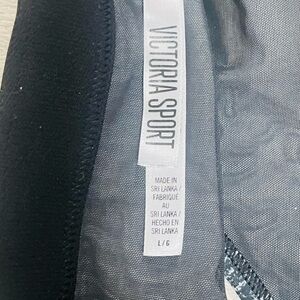 VICTORIA SPORT
MADE IN
SRI LANKA /
FABRIQUÉ
AU
SRI LANKA /
HECHO EN
SRI LANKA
L / G